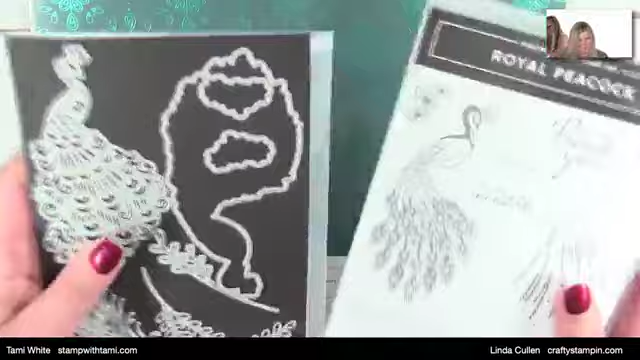 ROYAL PEACOCK
Tami White stampwithtami.com
Linda Cullen craftystampin.com